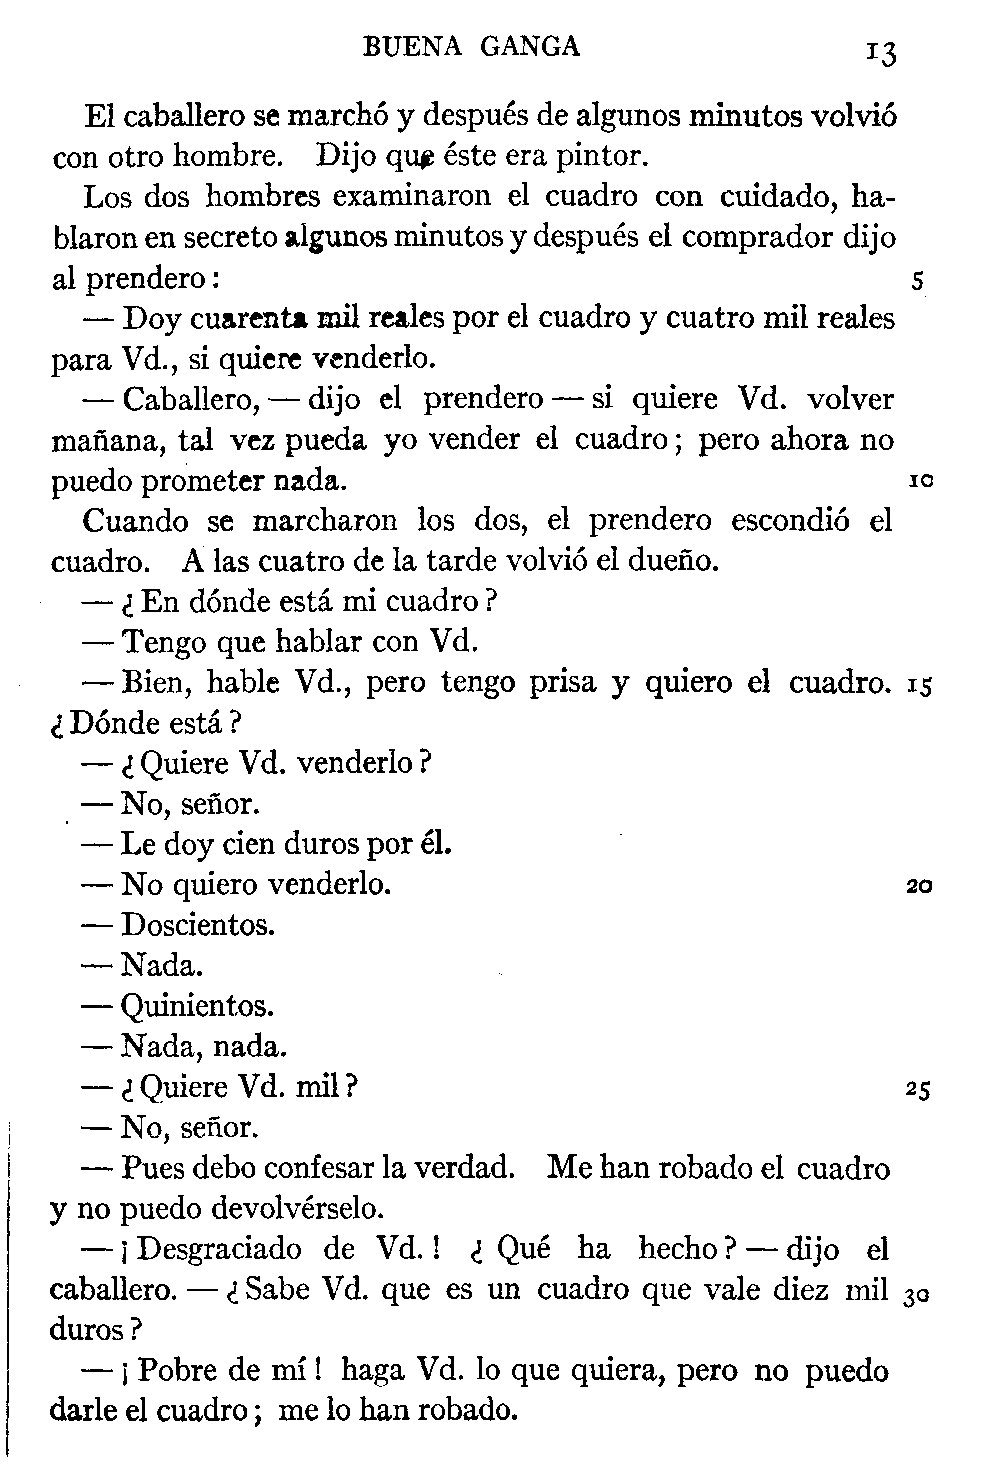 BUENA GANGA 13
El caballero se marchó y después de algunos minutos volvió
con otro hombre. Dijo que éste era pintor.
Los dos hombres examinaron el cuadro con cuidado, ha-
blaron en secreto algunos minutos y después el comprador dijo
al prendero : 5
— Doy cuarenta mil reales por el cuadro y cuatro mil reales
para Vd., si quiere venderlo.
— Caballero, — dijo el prendero — si quiere Vd. volver
mañana, tal vez pueda yo vender el cuadro ; pero ahora no
puedo prometer nada. 10
Cuando se marcharon los dos, el prendero escondió el
cuadro. A las cuatro de la tarde volvió el dueño.
— ¿ En dónde está mi cuadro ?
— Tengo que hablar con Vd.
— Bien, hable Vd., pero tengo prisa y quiero el cuadro. 15
¿ Dónde está ?
— ¿ Quiere Vd. venderlo ?
— No, señor.
— Le doy cien duros por él.
— No quiero venderlo. 20
— Doscientos.
— Nada.
— Quinientos.
— Nada, nada.
— ¿ Quiere Vd. mil ? 25
— No, señor.
— Pues debo confesar la verdad. Me han robado el cuadro
y no puedo devolvérselo.
— ¡ Desgraciado de Vd. ! ¿ Qué ha hecho ? — dijo el
caballero. — ¿ Sabe Vd. que es un cuadro que vale diez mil 30
duros ?
— ¡ Pobre de mí ! haga Vd. lo que quiera, pero no puedo
darle el cuadro ; me lo han robado.